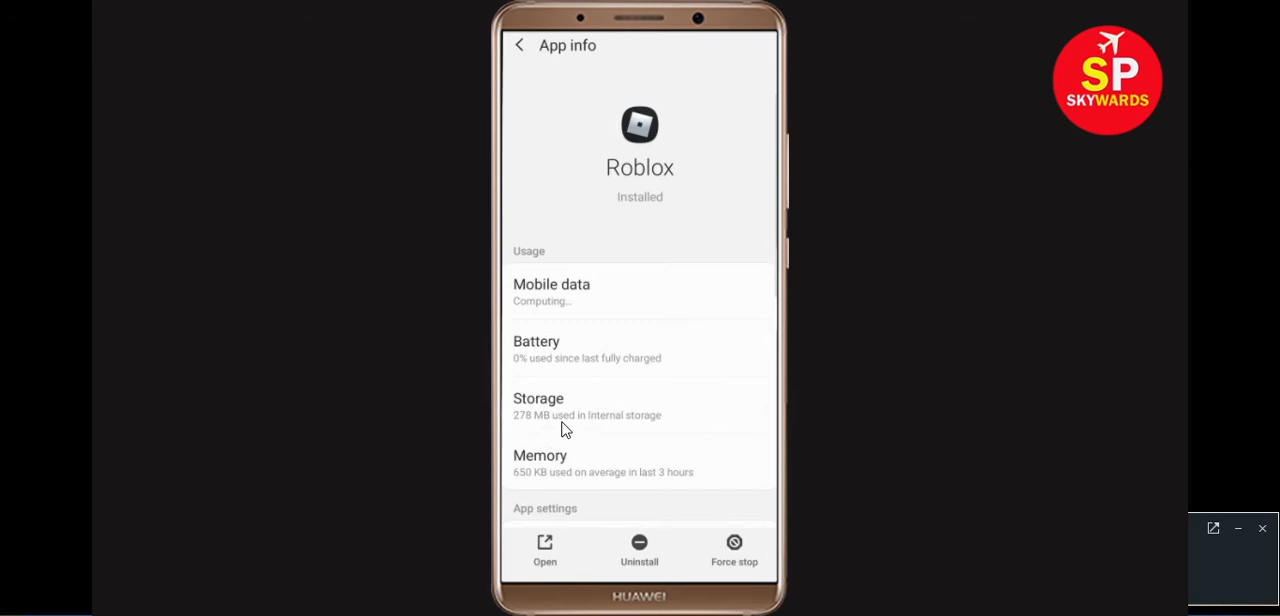 App info
SP
SKYWARDS
Roblox
Installed
Usage
Mobile data
Computing...
Battery
0% used since last fully charged
Storage
278 MB used in Internal storage
Memory
650 KB used on average in last 3 hours
App settings
Open
Uninstall
Force stop
HUAWEI